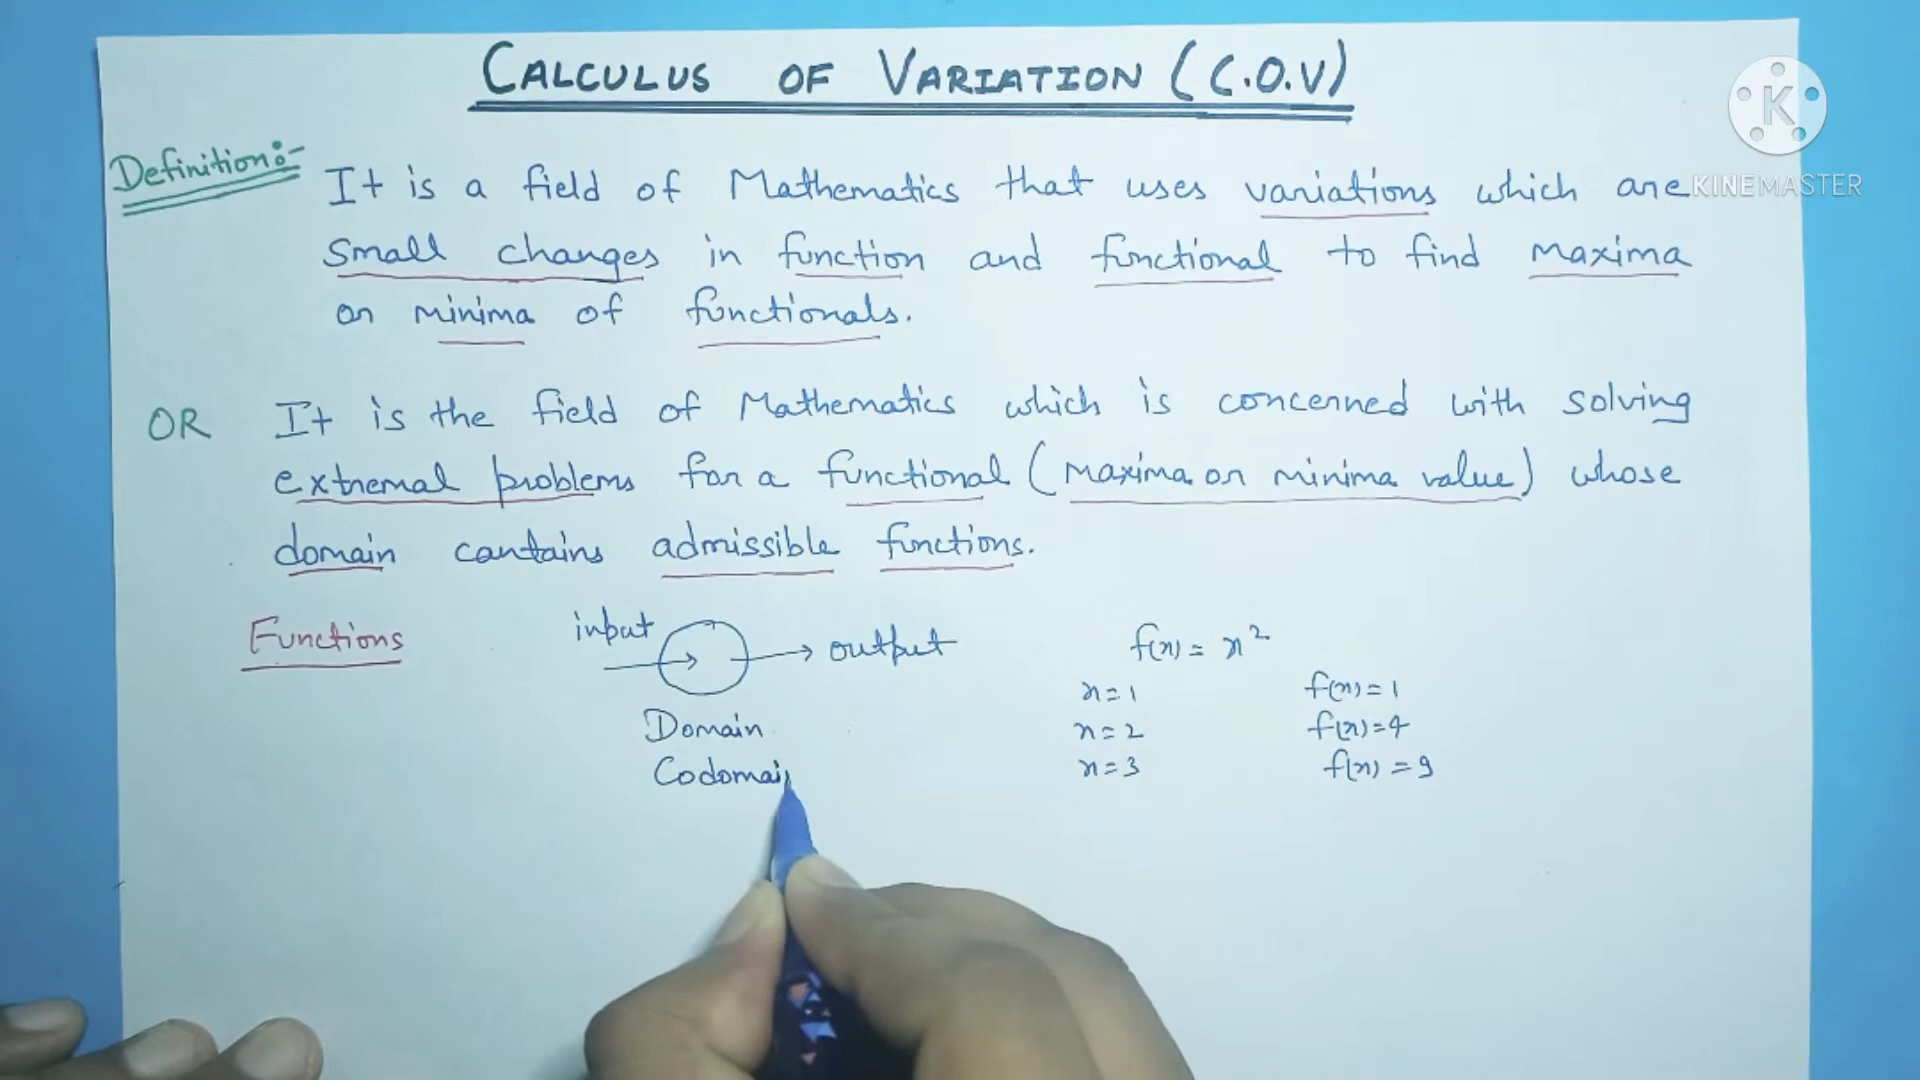 CALCULUS OF VARIATION (C.O.V)
K
KINEMASTER
Definition:- It is a field of Mathematics that uses variations which are
small changes in function and functional to find maxima
or minima of functionals.
OR It is the field of Mathematics which is concerned with solving
extremal problems for a functional (maxima or minima value) whose
domain contains admissible functions.
Functions input output f(x) = x²
x=1 f(x)=1
Domain x=2 f(x)=4
Codomain x=3 f(x)=9